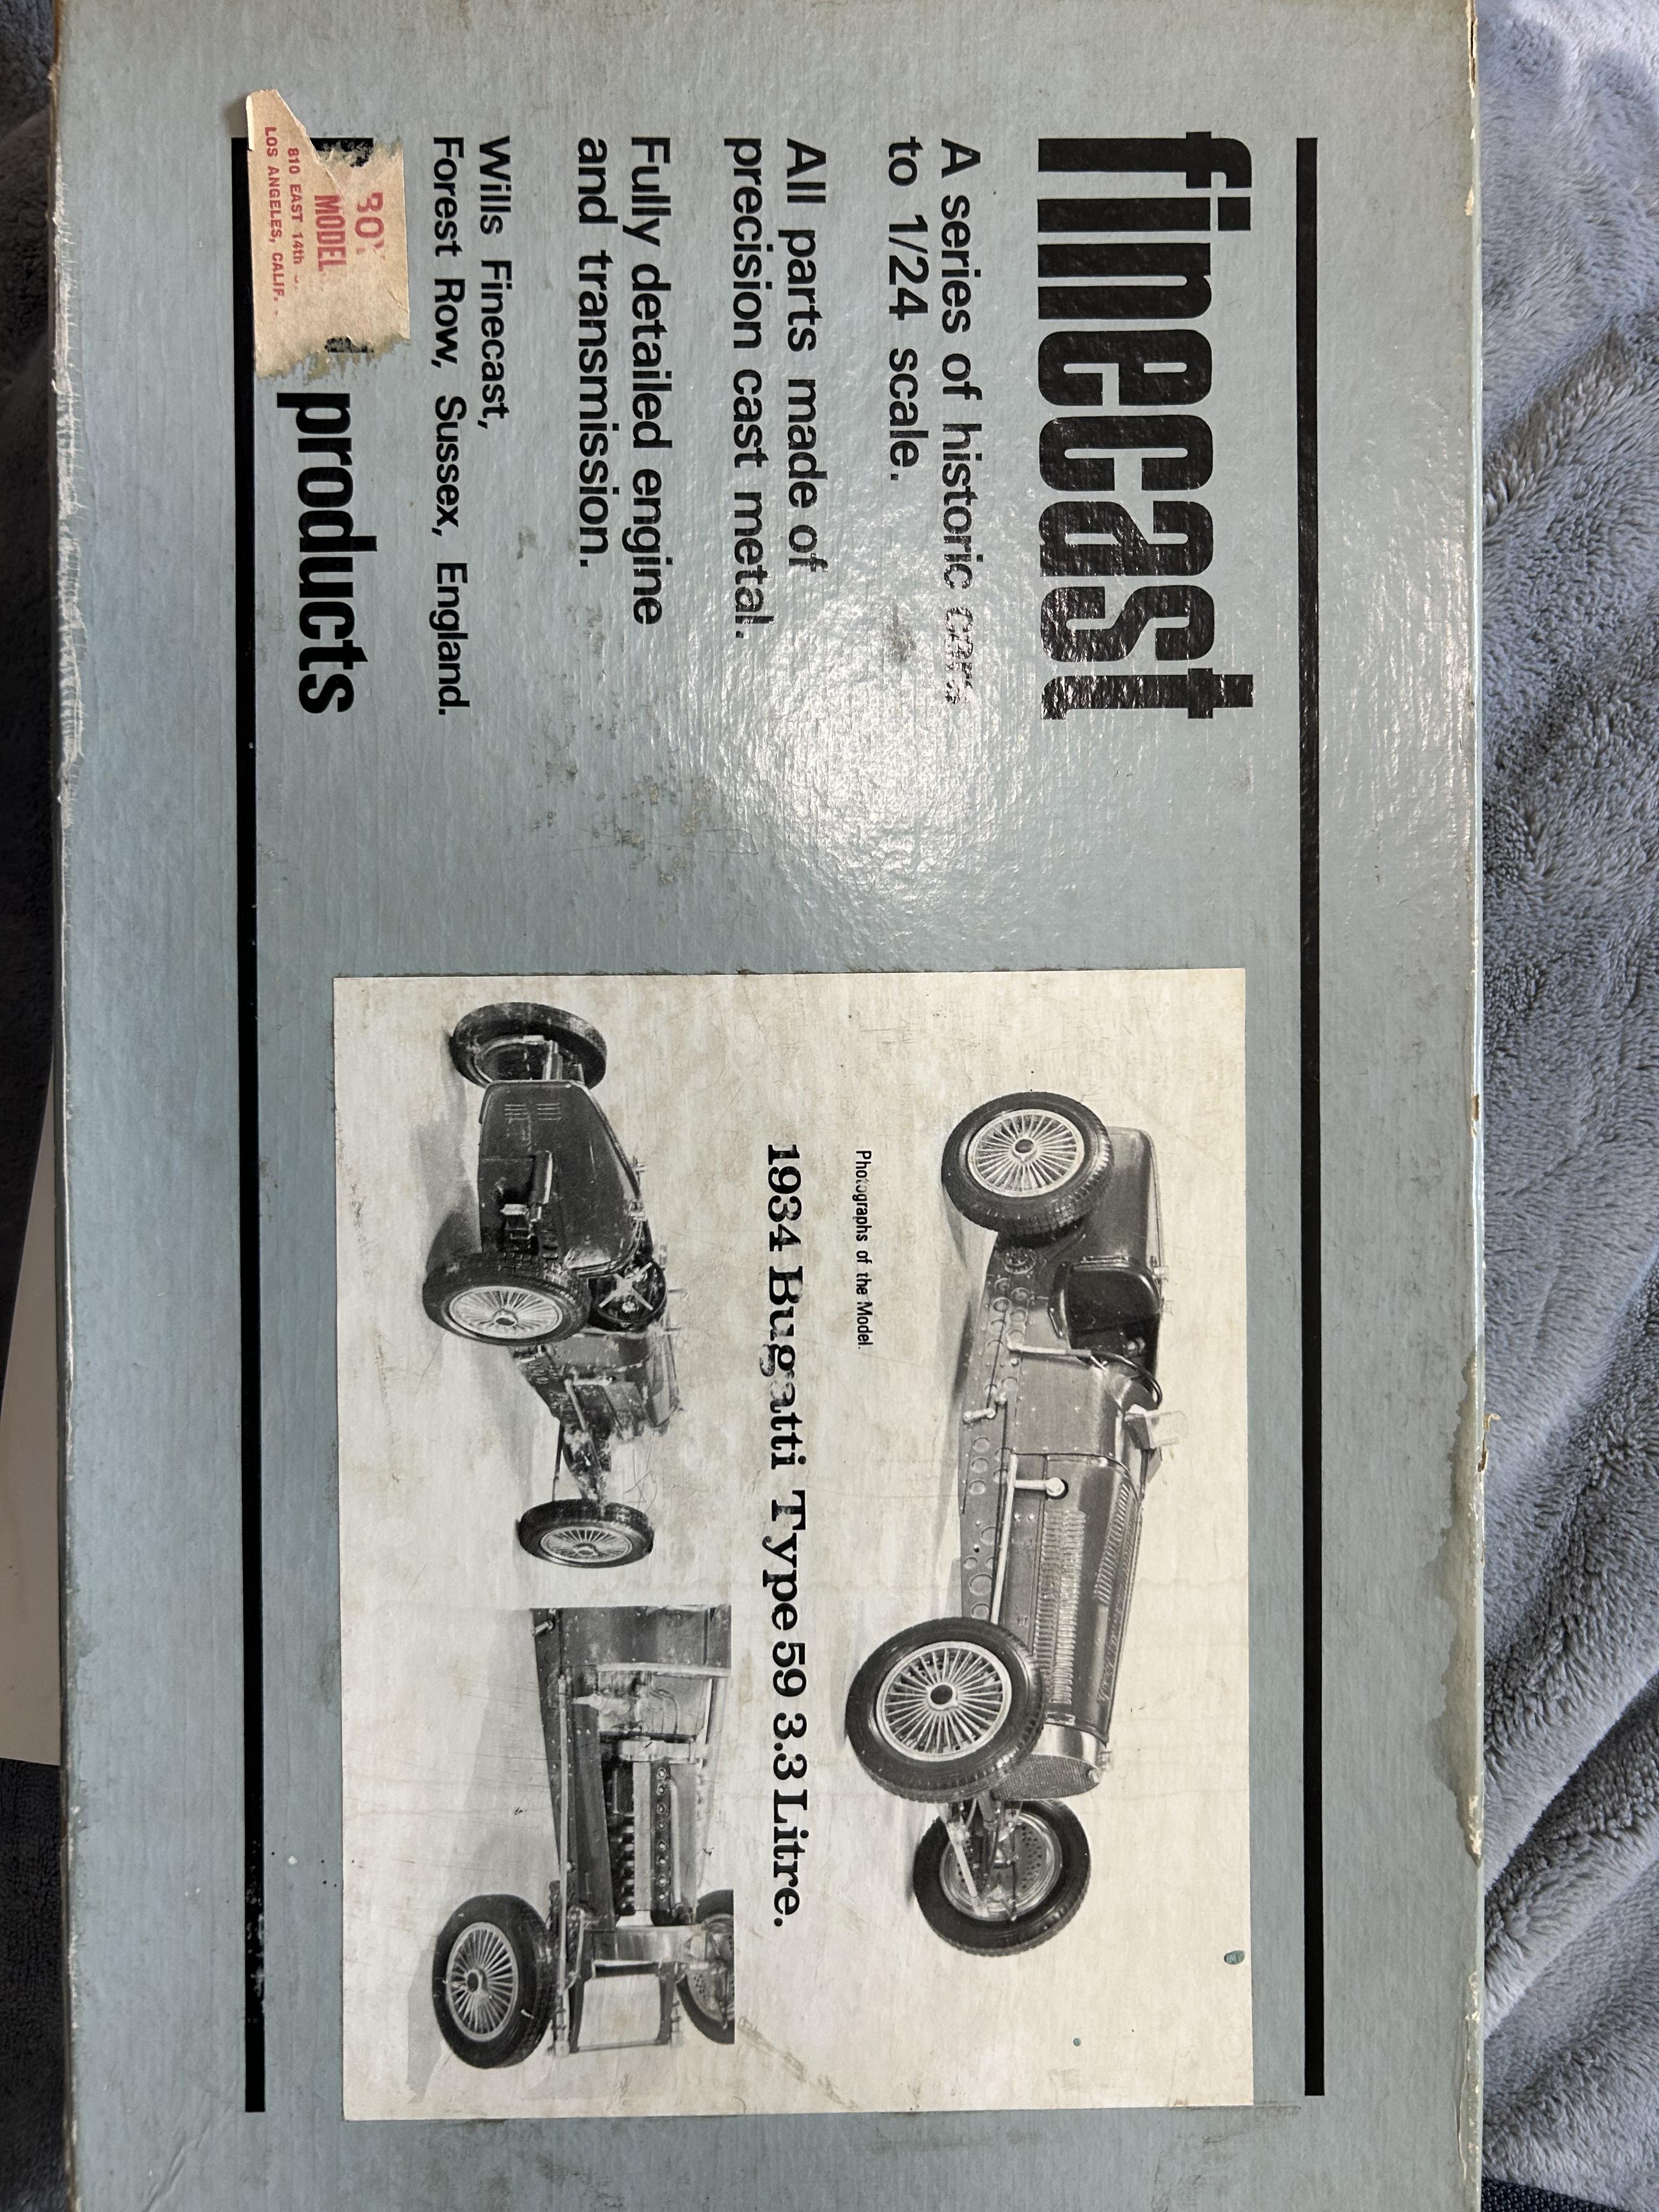 finecast
A series of historic cars
to 1/24 scale.
All parts made of
precision cast metal.
Fully detailed engine
and transmission.
Wills Finecast,
Forest Row, Sussex, England.
products
MODEL
810 EAST 14th
LOS ANGELES, CALIF.
Photographs of the Model.
1934 Bugatti Type 59 3.3 Litre.